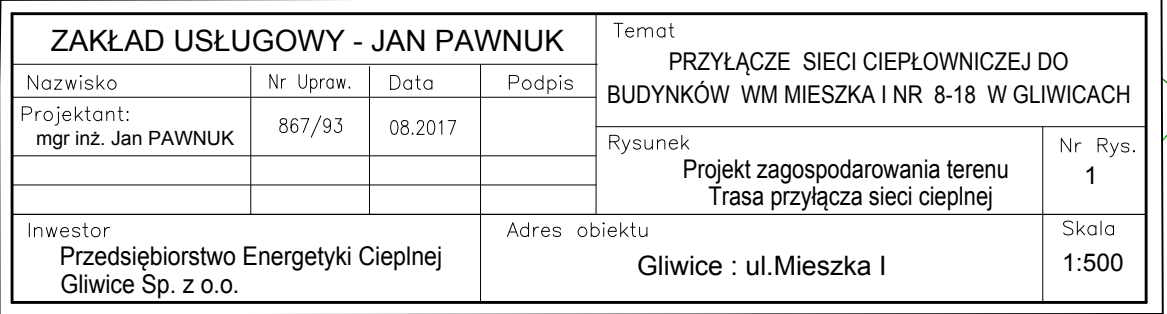 ZAKŁAD USŁUGOWY - JAN PAWNUK
Nazwisko Nr Upraw. Data Podpis
Projektant:
mgr inż. Jan PAWNUK 867/93 08.2017
Temat
PRZYŁĄCZE SIECI CIEPŁOWNICZEJ DO
BUDYNKÓW WM MIESZKA I NR 8-18 W GLIWICACH
Rysunek
Projekt zagospodarowania terenu
Trasa przyłącza sieci cieplnej
Nr Rys.
1
Inwestor
Przedsiębiorstwo Energetyki Cieplnej
Gliwice Sp. z o.o.
Adres obiektu
Gliwice : ul.Mieszka I
Skala
1:500